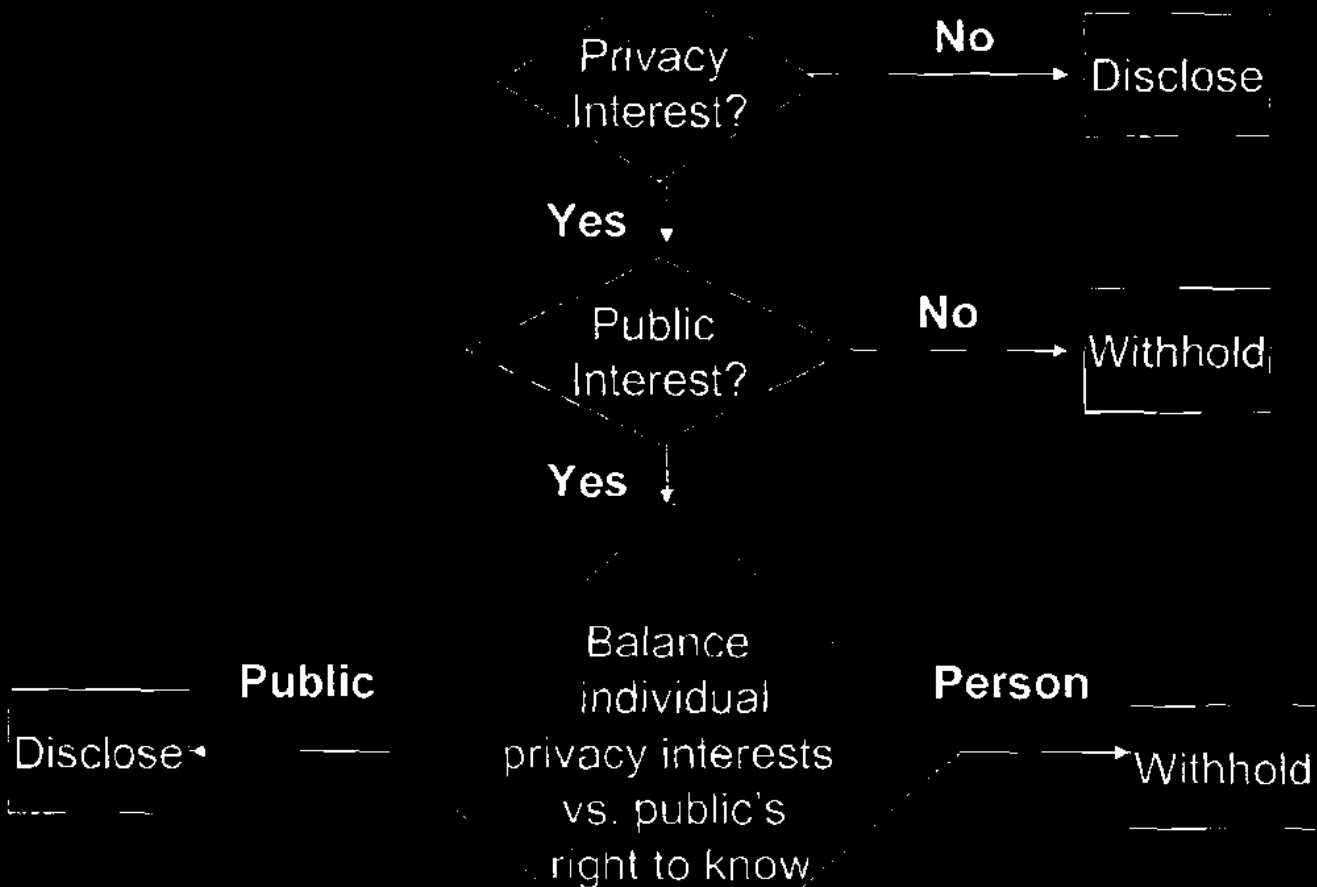 Privacy
Interest?
No
Disclose
Yes
Public
Interest?
No
Withhold
Yes
Balance
individual
privacy interests
vs. public's
right to know
Public
Disclose
Person
Withhold